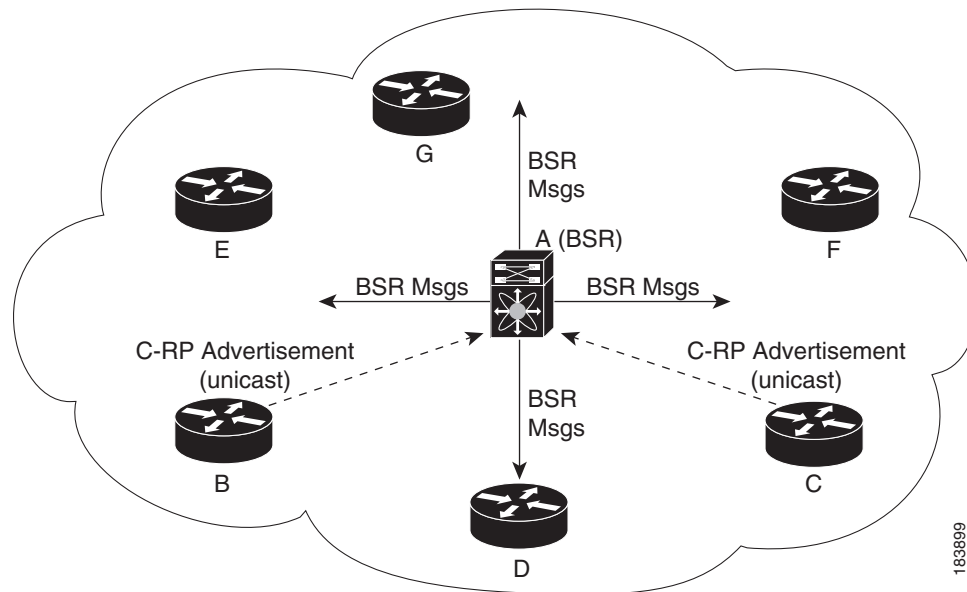 G
BSR
Msgs
E
A (BSR)
F
BSR Msgs
BSR Msgs
C-RP Advertisement
(unicast)
C-RP Advertisement
(unicast)
BSR
Msgs
B
C
D
183899